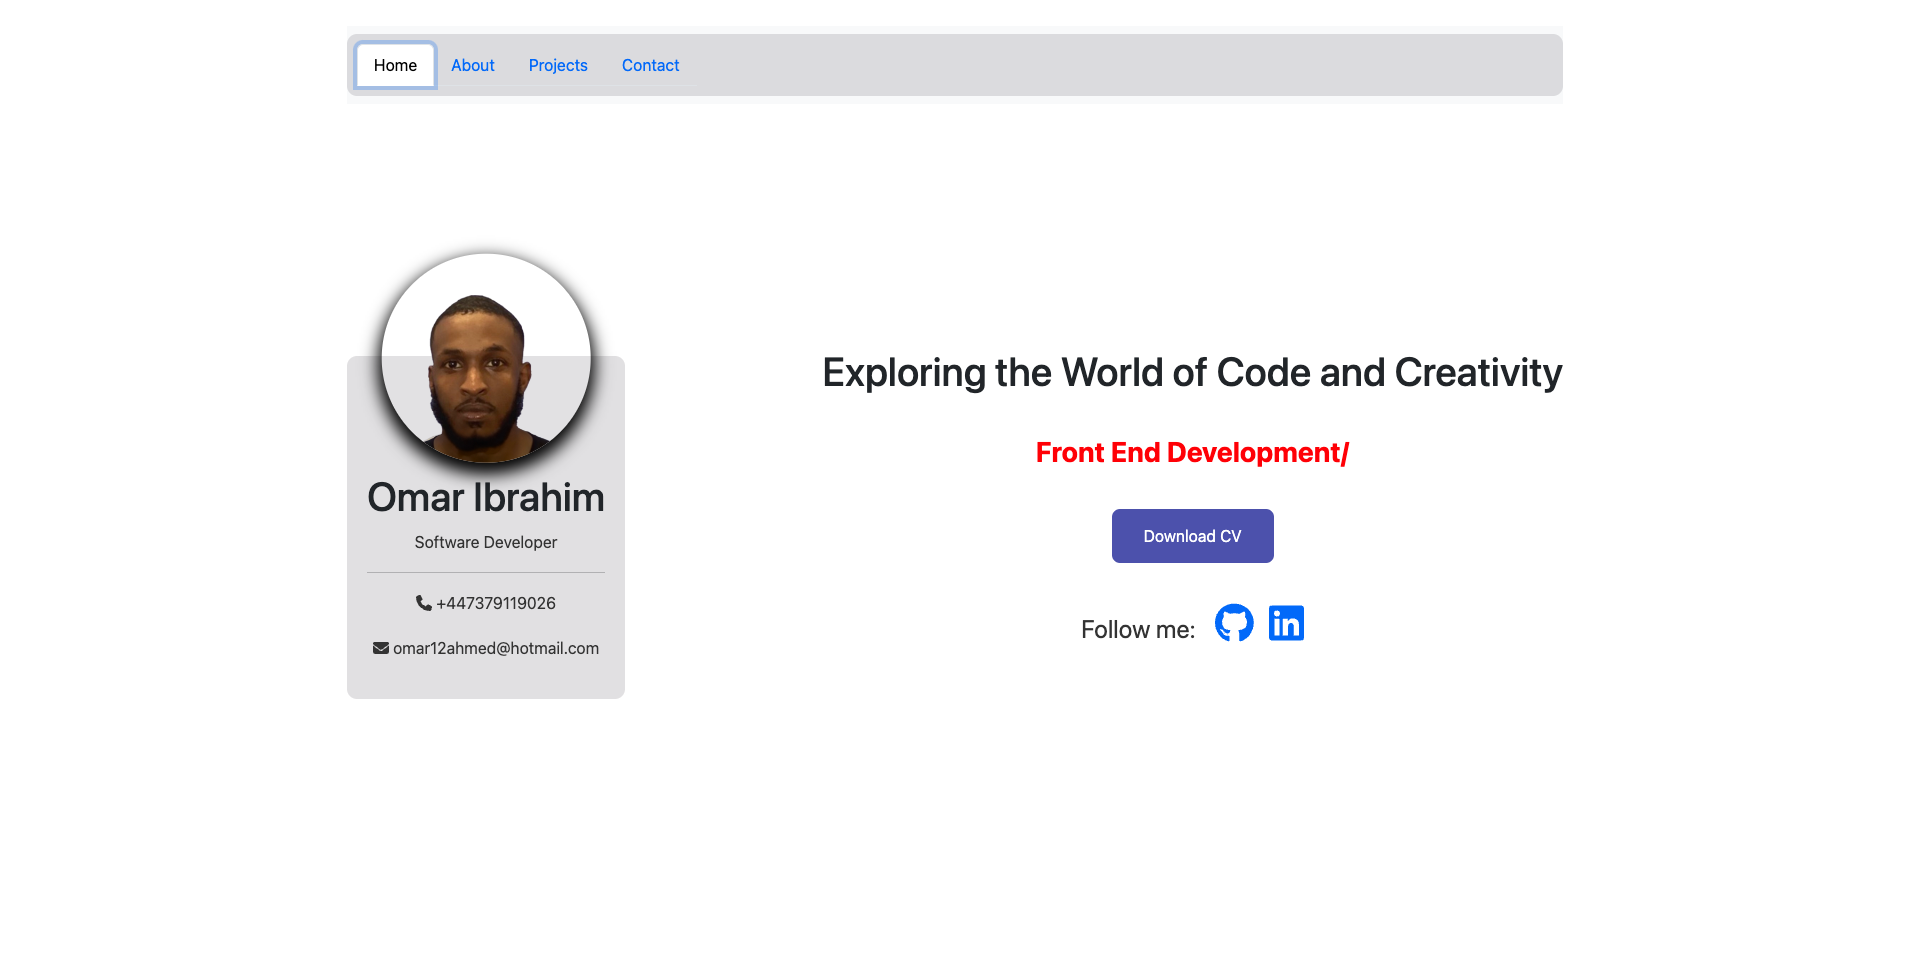 Home About Projects Contact
Omar Ibrahim
Software Developer
+447379119026
omar12ahmed@hotmail.com
Exploring the World of Code and Creativity
Front End Development/
Download CV
Follow me:
in